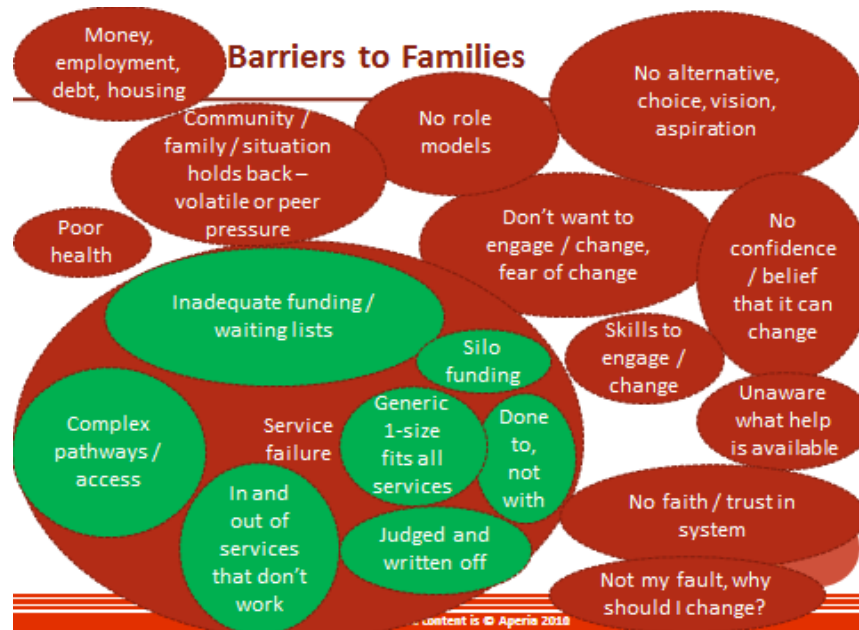 Money,
employment,
debt, housing
Barriers to Families
No alternative,
choice, vision,
aspiration
Community /
family / situation
holds back –
volatile or peer
pressure
No role
models
Poor
health
Don't want to
engage / change,
fear of change
No
confidence
/ belief
that it can
change
Inadequate funding /
waiting lists
Silo
funding
Skills to
engage /
change
Unaware
what help
is available
Complex
pathways /
access
Service
failure
Generic
1-size
fits all
services
Done
to,
not
with
In and
out of
services
that don't
work
Judged and
written off
No faith / trust in
system
Not my fault, why
should I change?
content is © Aperia 2010